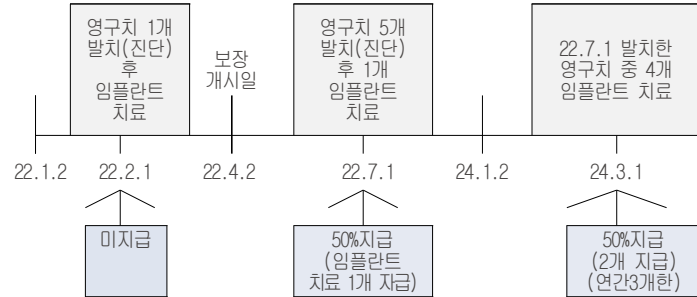 영구치 1개
발치(진단)
후
임플란트
치료
보장
개시일
영구치 5개
발치(진단)
후 1개
임플란트
치료
22.7.1 발치한
영구치 중 4개
임플란트 치료
22.1.2
22.2.1
22.4.2
22.7.1
24.1.2
24.3.1
미지급
50%지급
(임플란트
치료 1개 자급)
50%지급
(2개 지급)
(연간3개한)